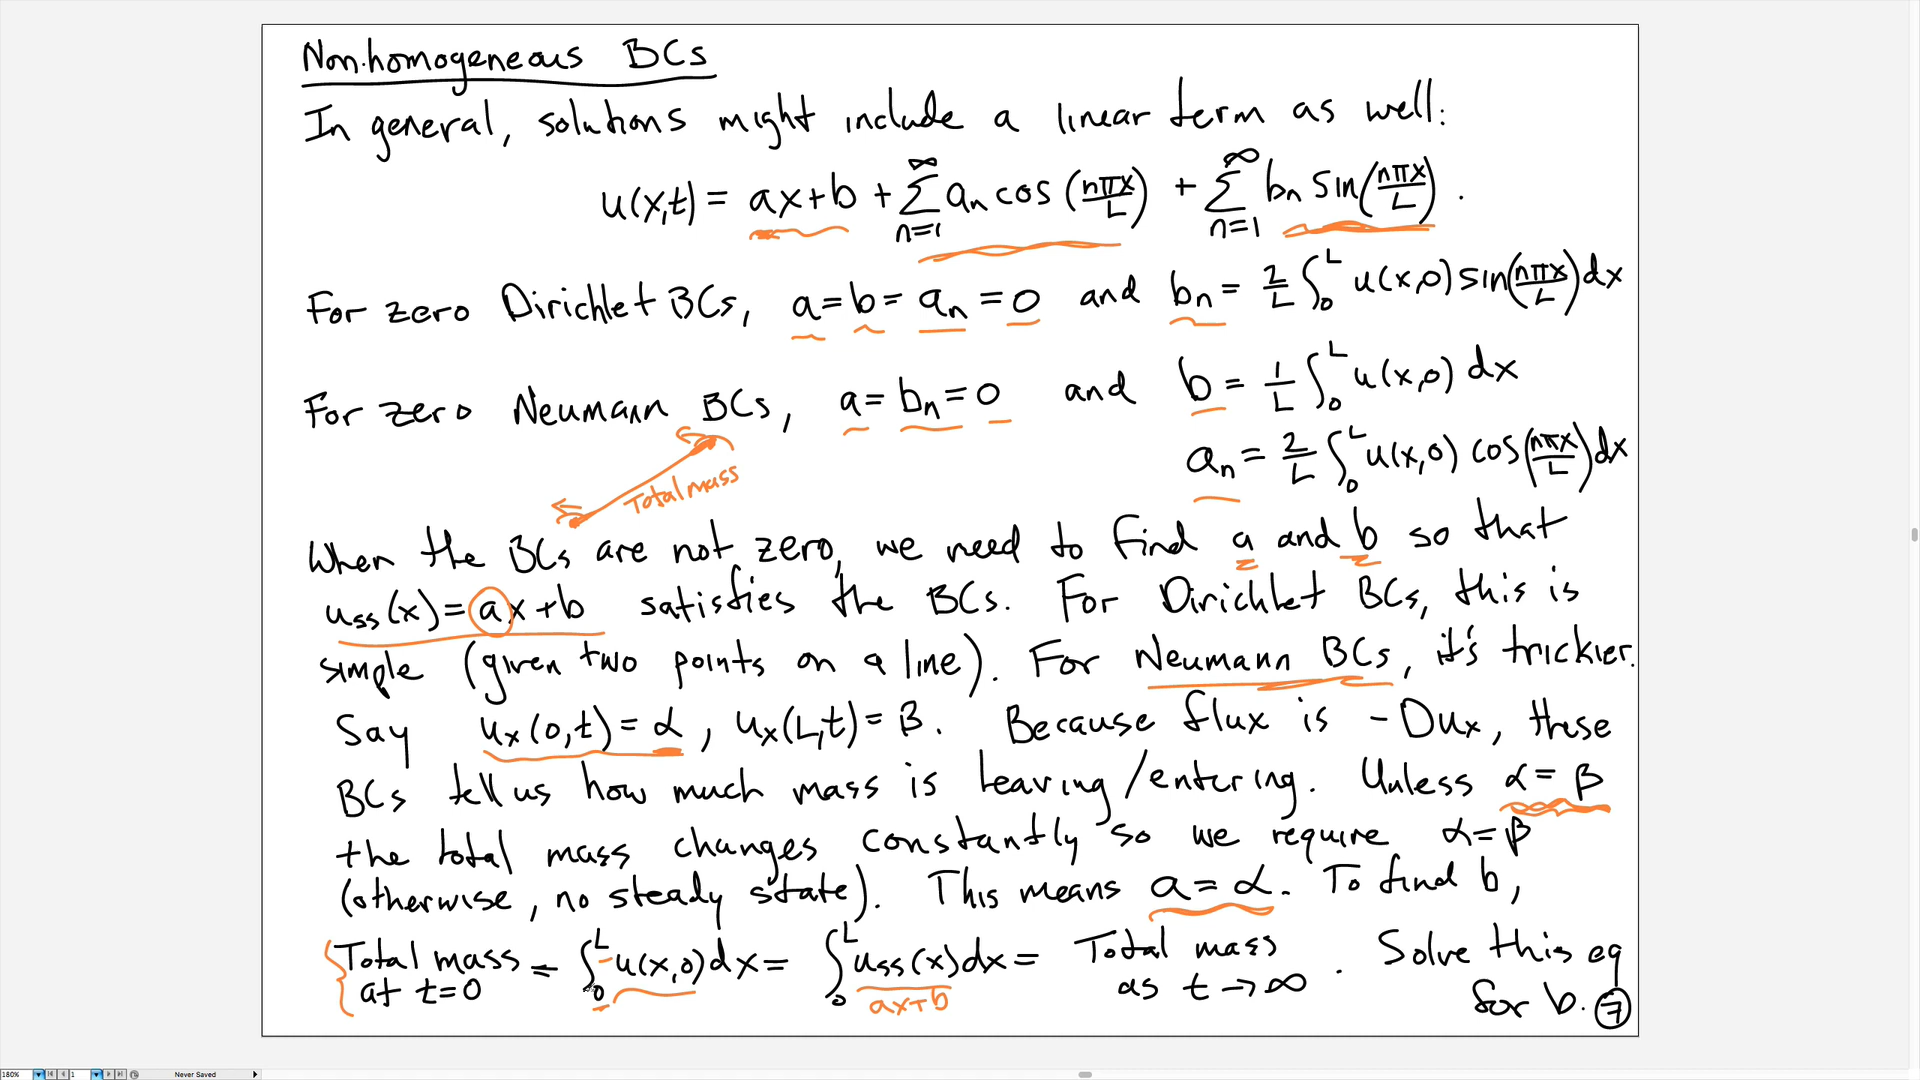 Nonhomogeneous BCs
In general, solutions might include a linear term as well:
u(x,t) = ax+b + ∑_{n=1}^{∞} a_n cos(nπx/L) + ∑_{n=1}^{∞} b_n sin(nπx/L).
For zero Dirichlet BCs, a=b=a_n=0 and b_n = 2/L ∫_0^L u(x,0) sin(nπx/L) dx
For zero Neumann BCs, a=b_n=0 and b = 1/L ∫_0^L u(x,0) dx
a_n = 2/L ∫_0^L u(x,0) cos(nπx/L) dx
Total mass
When the BCs are not zero, we need to find a and b so that
u_ss(x) = ax+b satisfies the BCs. For Dirichlet BCs, this is
simple (given two points on a line). For Neumann BCs, it's trickier.
Say u_x(0,t) = α, u_x(L,t) = β. Because flux is -Du_x, these
BCs tell us how much mass is leaving/entering. Unless α=β
the total mass changes constantly so we require α=β
(otherwise, no steady state). This means a=α. To find b,
Total mass at t=0 = ∫_0^L u(x,0)dx = ∫_0^L u_ss(x)dx = Total mass as t→∞. Solve this eq for b. 7
ax+b
180% 1 Never Saved